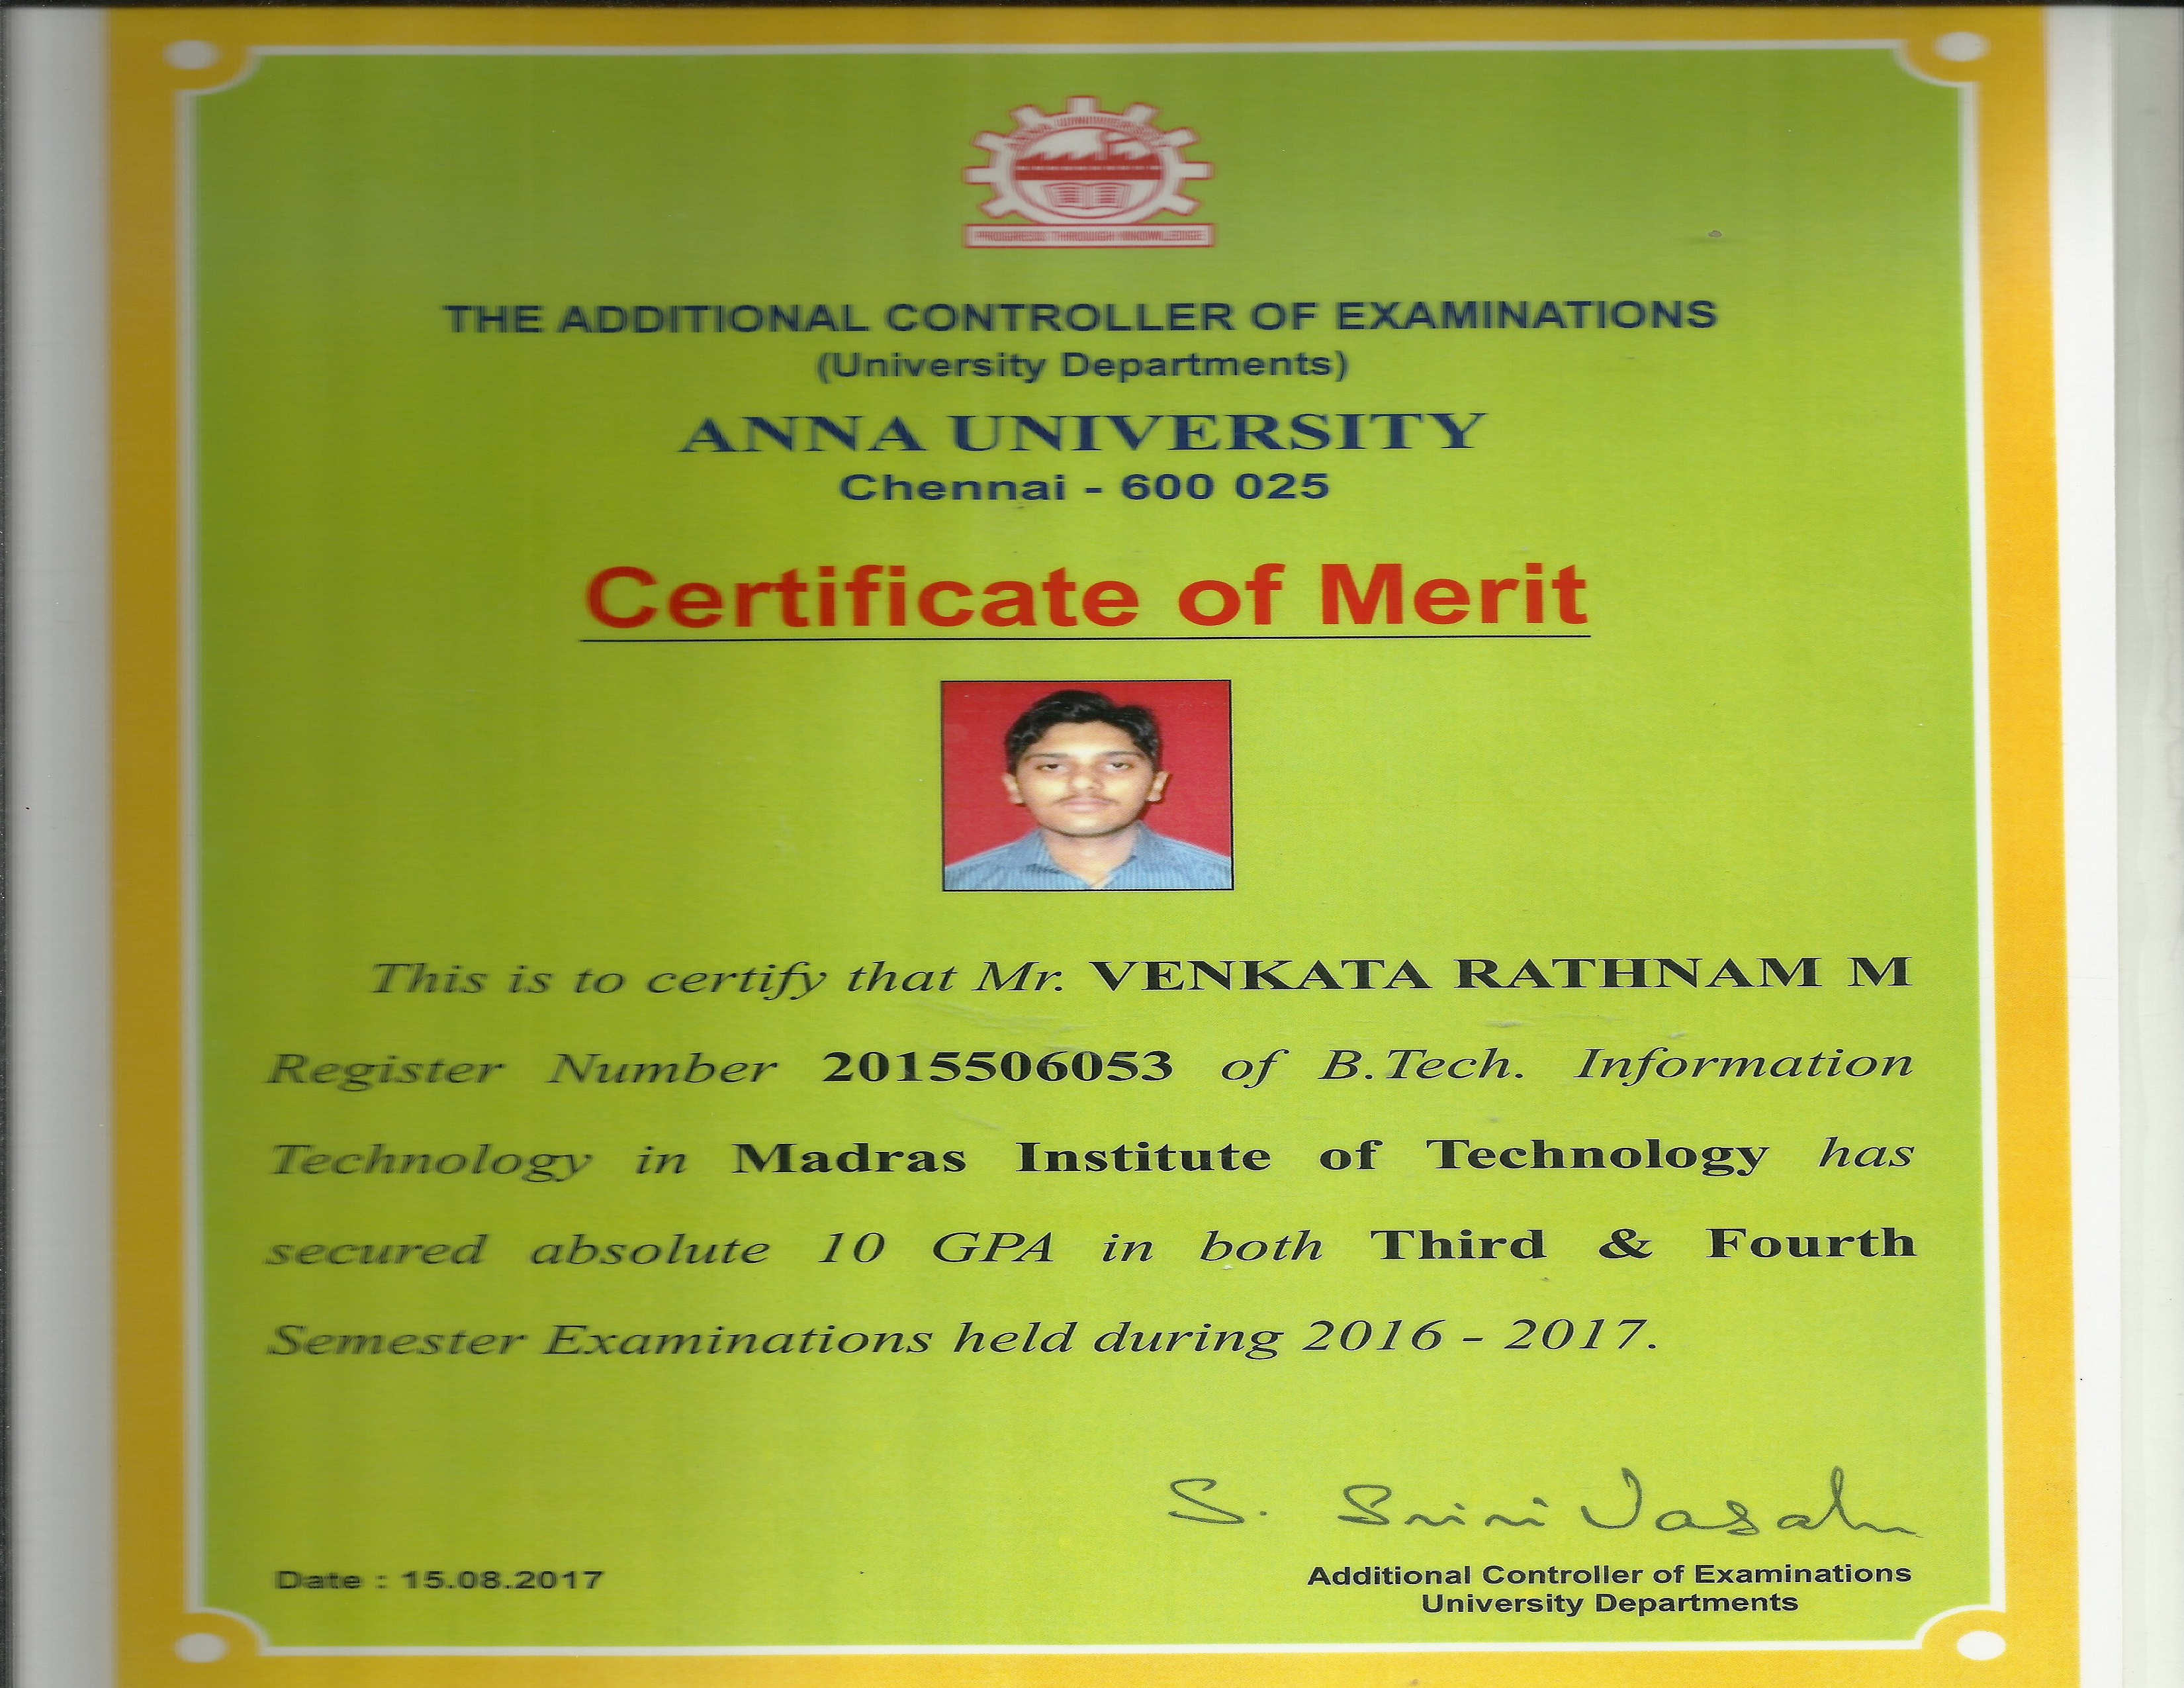 ANNA UNIVERSITY
PROGRESS THROUGH KNOWLEDGE
THE ADDITIONAL CONTROLLER OF EXAMINATIONS
(University Departments)
ANNA UNIVERSITY
Chennai - 600 025
Certificate of Merit
This is to certify that Mr. VENKATA RATHNAM M
Register Number 2015506053 of B.Tech. Information
Technology in Madras Institute of Technology has
secured absolute 10 GPA in both Third & Fourth
Semester Examinations held during 2016 - 2017.
S. Srinivasan
Date : 15.08.2017
Additional Controller of Examinations
University Departments